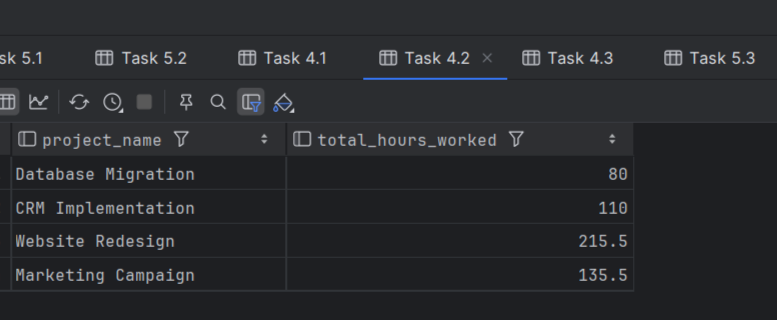 sk 5.1 Task 5.2 Task 4.1 Task 4.2 Task 4.3 Task 5.3
project_name total_hours_worked
Database Migration 80
CRM Implementation 110
Website Redesign 215.5
Marketing Campaign 135.5